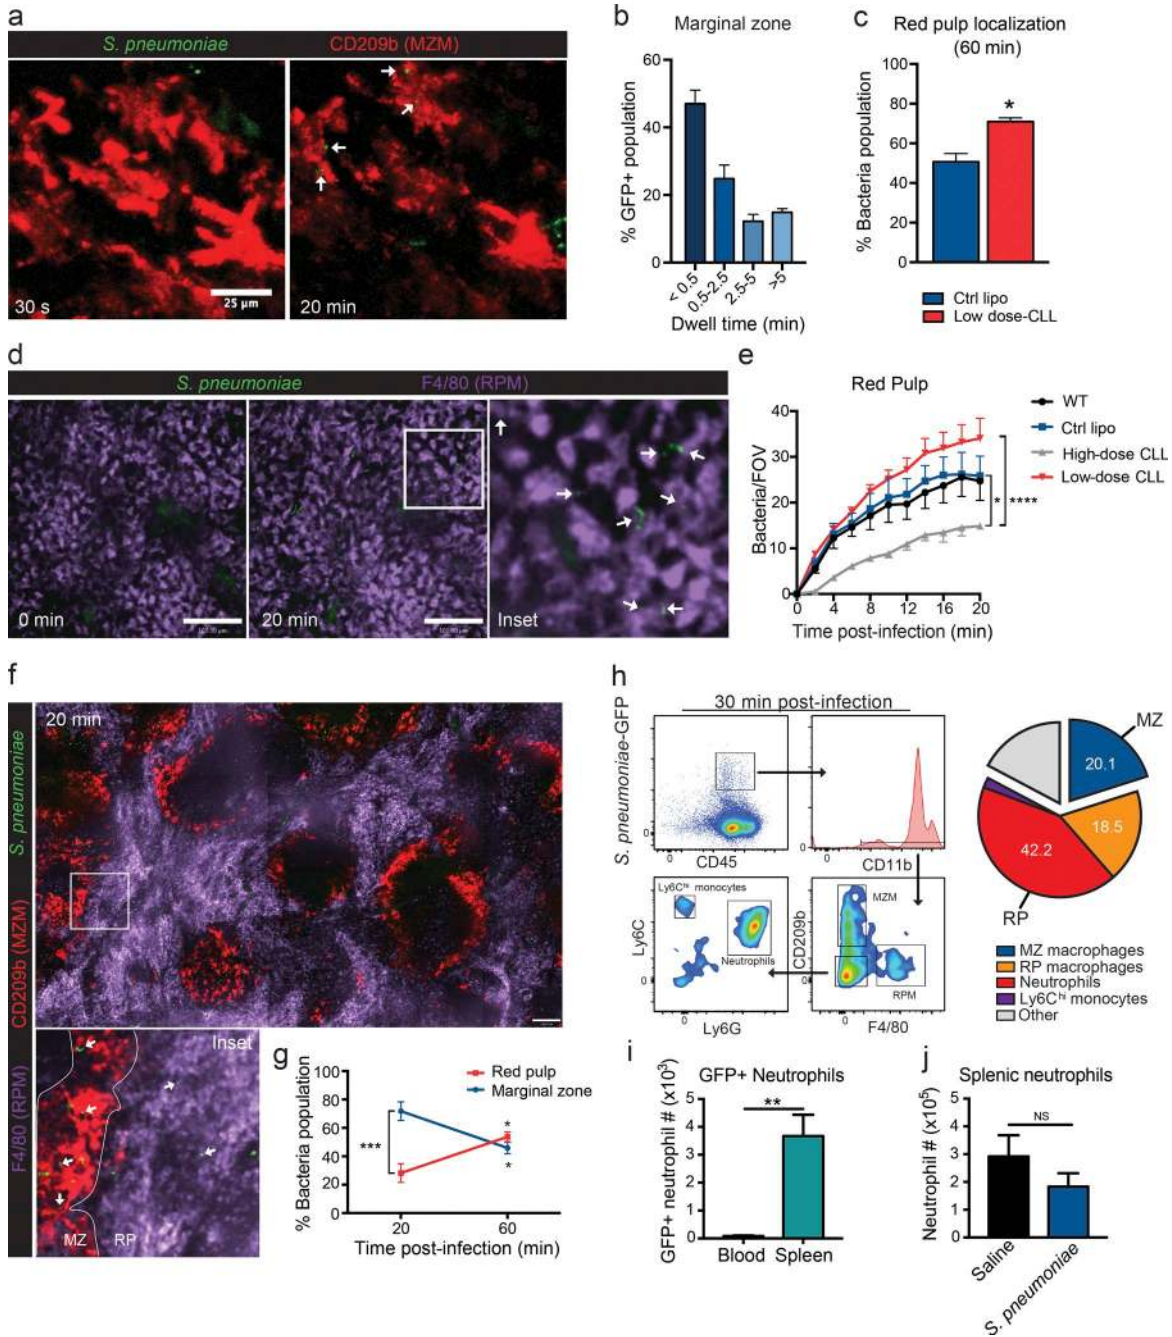 a
S. pneumoniae
CD209b (MZM)
30 s
25 µm
20 min
b
Marginal zone
% GFP+ population
60
40
20
0
< 0.5
0.5-2.5
2.5-5
>5
Dwell time (min)
c
Red pulp localization
(60 min)
% Bacteria population
100
80
60
40
20
0
*
Ctrl lipo
Low dose-CLL
d
S. pneumoniae
F4/80 (RPM)
0 min
20 min
Inset
e
Red Pulp
Bacteria/FOV
40
30
20
10
0
0
4
8
12
16
20
Time post-infection (min)
WT
Ctrl lipo
High-dose CLL
Low-dose CLL
*
****
f
S. pneumoniae
CD209b (MZM)
F4/80 (RPM)
20 min
Inset
MZ
RP
g
Red pulp
Marginal zone
% Bacteria population
100
80
60
40
20
0
***
*
*
20
60
Time post-infection (min)
h
30 min post-infection
S. pneumoniae-GFP
0
0
CD45
0
CD11b
Ly6C
Ly6Chi monocytes
Neutrophils
0
0
Ly6G
CD209b
MZM
RPM
0
0
F4/80
MZ
20.1
18.5
42.2
RP
MZ macrophages
RP macrophages
Neutrophils
Ly6Chi monocytes
Other
i
GFP+ Neutrophils
GFP+ neutrophil # (x10³)
5
4
3
2
1
0
**
Blood
Spleen
j
Splenic neutrophils
Neutrophil # (x10⁵)
5
4
3
2
1
0
NS
Saline
S. pneumoniae